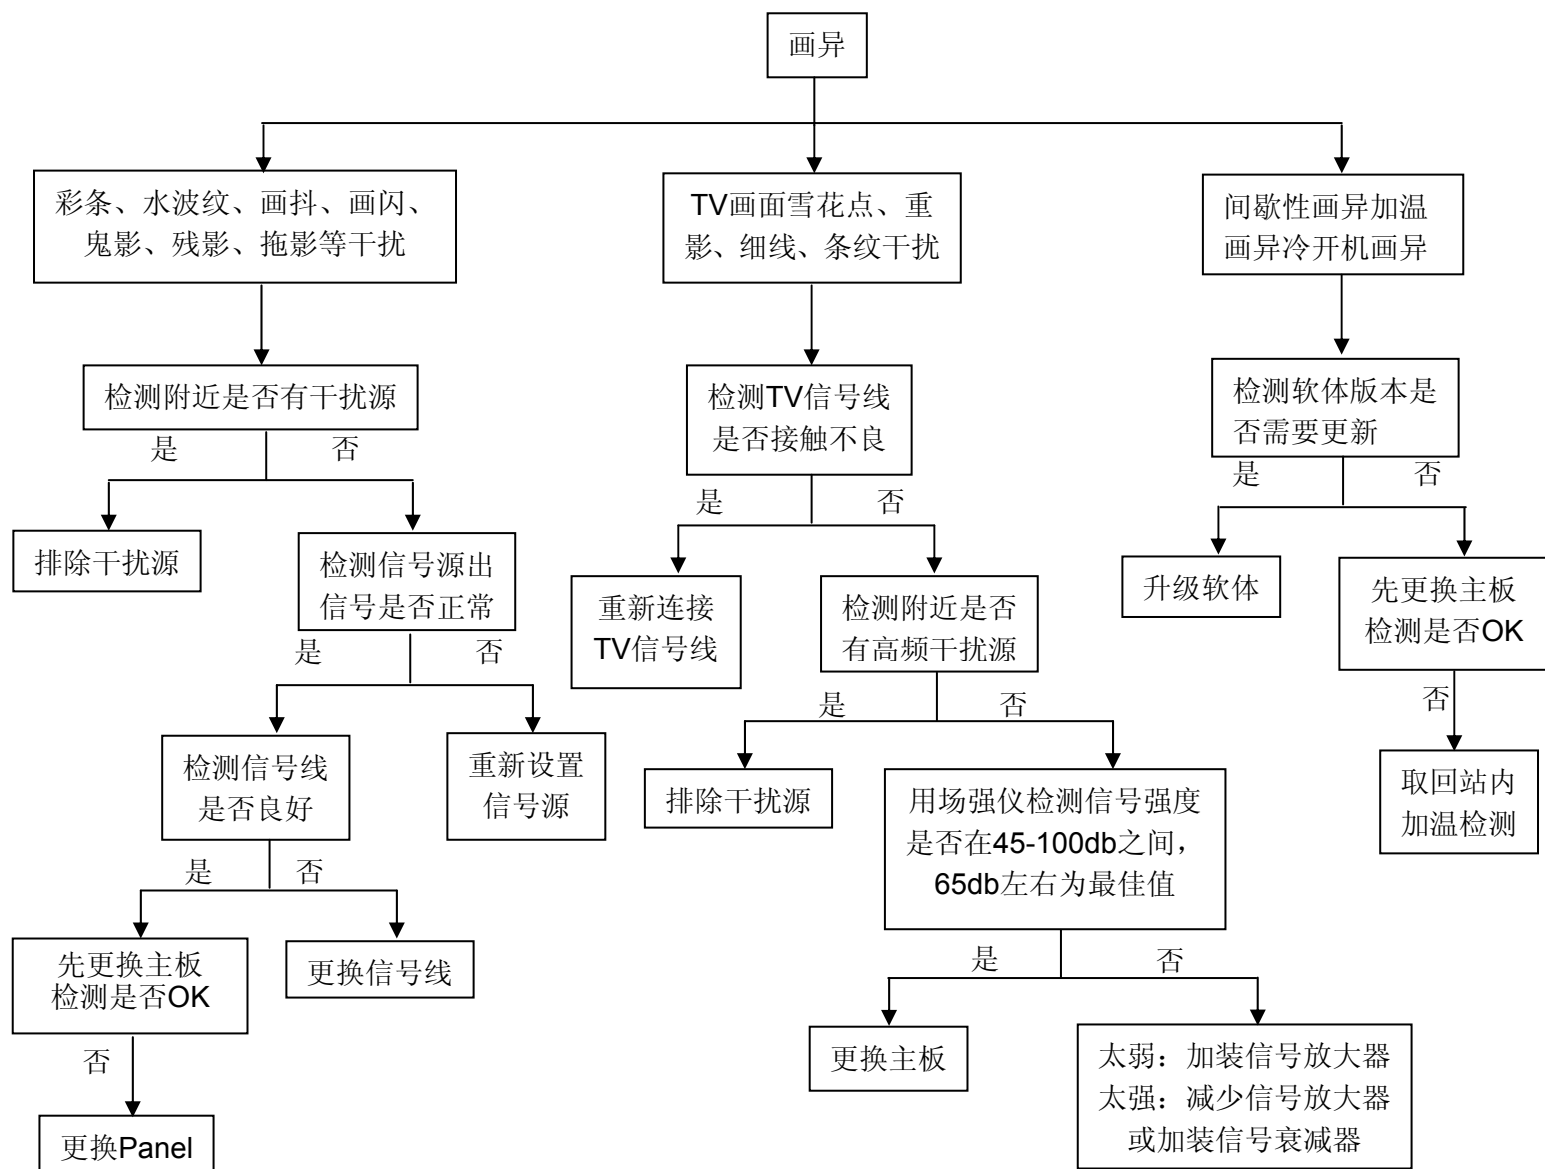 画异
彩条、水波纹、画抖、画闪、
鬼影、残影、拖影等干扰
TV画面雪花点、重
影、细线、条纹干扰
间歇性画异加温
画异冷开机画异
检测附近是否有干扰源
检测TV信号线
是否接触不良
检测软体版本是
否需要更新
是
否
是
否
是
否
排除干扰源
检测信号源出
信号是否正常
重新连接
TV信号线
检测附近是否
有高频干扰源
升级软体
先更换主板
检测是否OK
是
否
是
否
否
检测信号线
是否良好
重新设置
信号源
排除干扰源
用场强仪检测信号强度
是否在45-100db之间，
65db左右为最佳值
取回站内
加温检测
是
否
是
否
先更换主板
检测是否OK
更换信号线
更换主板
太弱：加装信号放大器
太强：减少信号放大器
或加装信号衰减器
否
更换Panel